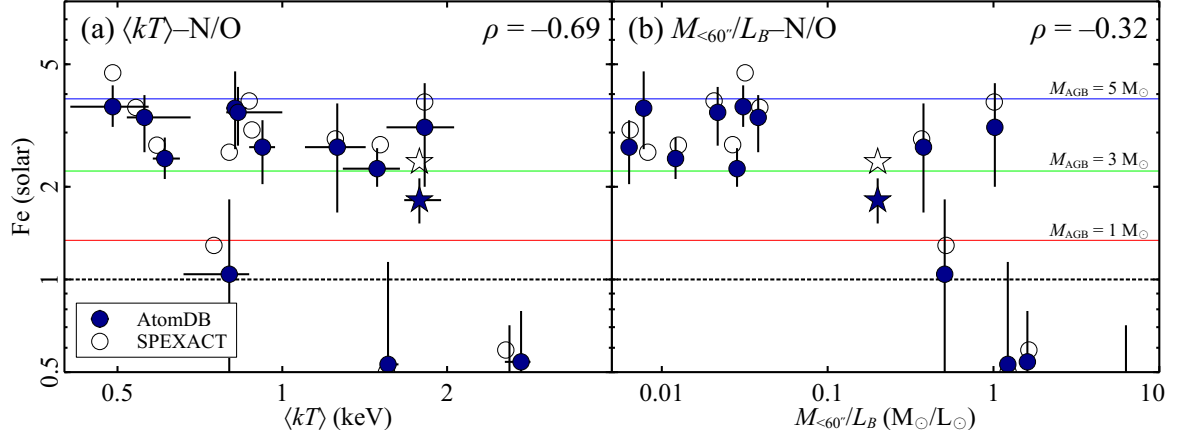 (a) ⟨kT⟩–N/O ρ = –0.69
(b) M<60″/LB–N/O ρ = –0.32
Fe (solar)
5
2
1
0.5
MAGB = 5 M⊙
MAGB = 3 M⊙
MAGB = 1 M⊙
AtomDB
SPEXACT
0.5 1 2
0.01 0.1 1 10
⟨kT⟩ (keV)
M<60″/LB (M⊙/L⊙)